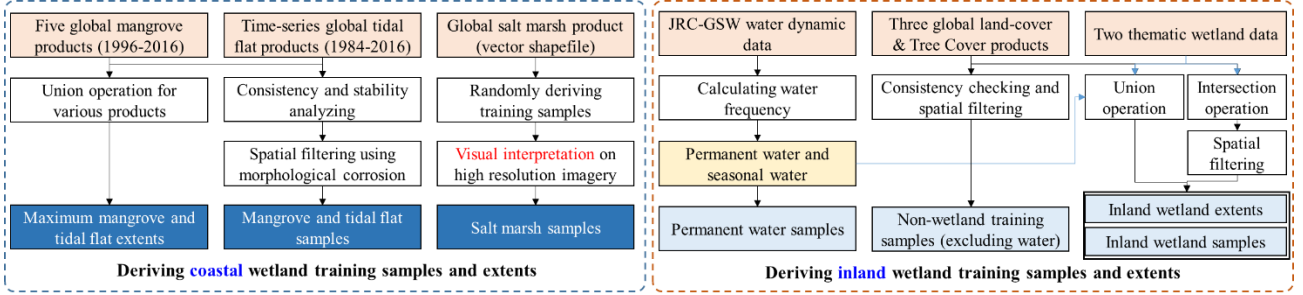 Five global mangrove
products (1996-2016)
Time-series global tidal
flat products (1984-2016)
Global salt marsh product
(vector shapefile)
Union operation for
various products
Consistency and stability
analyzing
Randomly deriving
training samples
Spatial filtering using
morphological corrosion
Visual interpretation on
high resolution imagery
Maximum mangrove and
tidal flat extents
Mangrove and tidal flat
samples
Salt marsh samples
Deriving coastal wetland training samples and extents
JRC-GSW water dynamic
data
Three global land-cover
& Tree Cover products
Two thematic wetland data
Calculating water
frequency
Consistency checking and
spatial filtering
Union
operation
Intersection
operation
Permanent water and
seasonal water
Spatial
filtering
Permanent water samples
Non-wetland training
samples (excluding water)
Inland wetland extents
Inland wetland samples
Deriving inland wetland training samples and extents